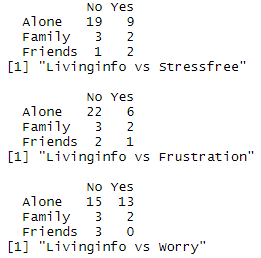 No Yes
Alone 19 9
Family 3 2
Friends 1 2
[1] "Livinginfo vs Stressfree"
No Yes
Alone 22 6
Family 3 2
Friends 2 1
[1] "Livinginfo vs Frustration"
No Yes
Alone 15 13
Family 3 2
Friends 3 0
[1] "Livinginfo vs Worry"